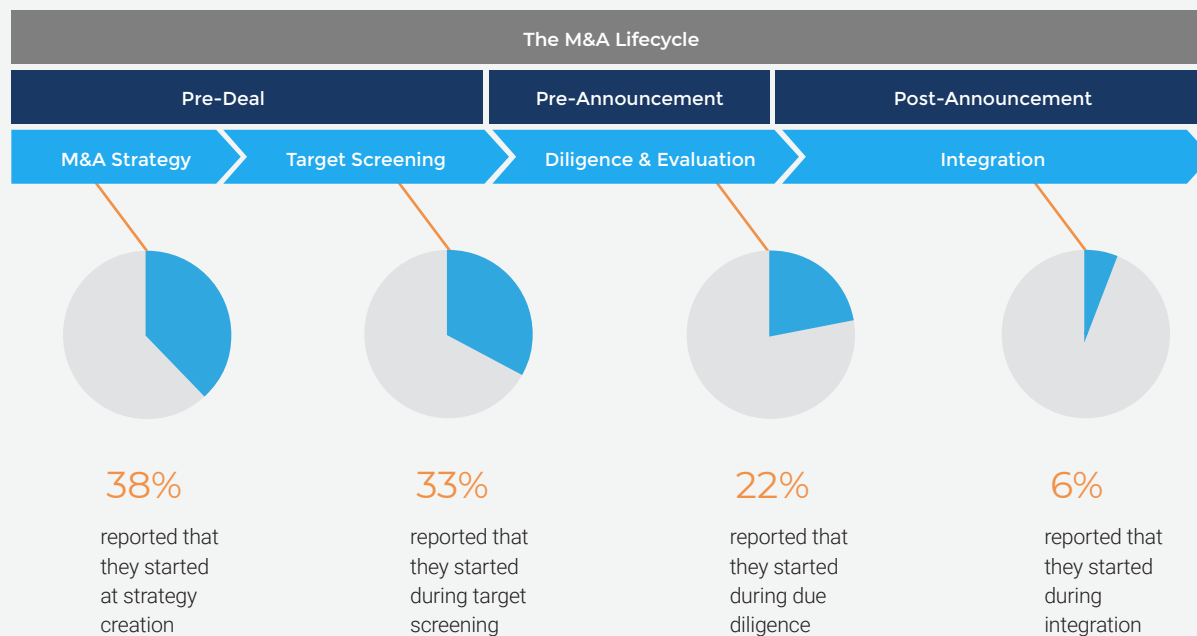 The M&A Lifecycle
Pre-Deal
Pre-Announcement
Post-Announcement
M&A Strategy
Target Screening
Diligence & Evaluation
Integration
38%
reported that
they started
at strategy
creation
33%
reported that
they started
during target
screening
22%
reported that
they started
during due
diligence
6%
reported that
they started
during
integration